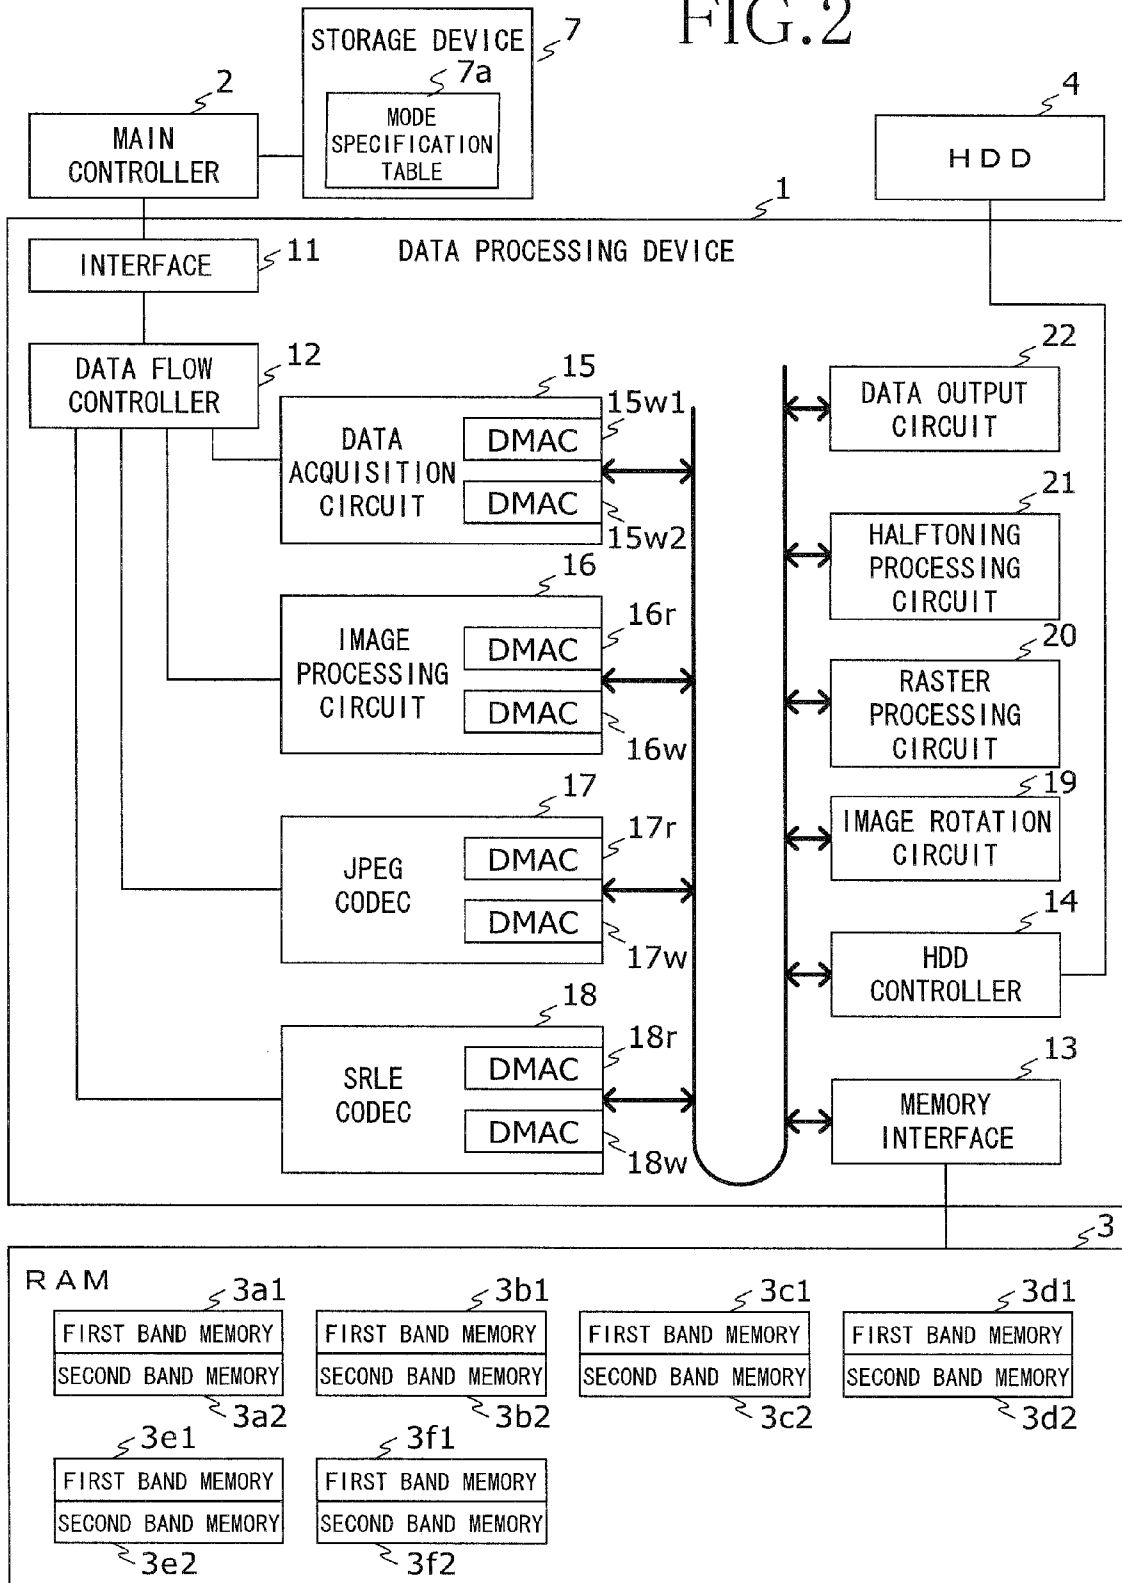 FIG.2
STORAGE DEVICE
7
7a
MODE
SPECIFICATION
TABLE
2
MAIN
CONTROLLER
4
HDD
1
DATA PROCESSING DEVICE
INTERFACE
11
DATA FLOW
CONTROLLER
12
15
DATA
ACQUISITION
CIRCUIT
DMAC
15w1
DMAC
15w2
16
IMAGE
PROCESSING
CIRCUIT
DMAC
16r
DMAC
16w
17
JPEG
CODEC
DMAC
17r
DMAC
17w
18
SRLE
CODEC
DMAC
18r
DMAC
18w
22
DATA OUTPUT
CIRCUIT
21
HALFTONING
PROCESSING
CIRCUIT
20
RASTER
PROCESSING
CIRCUIT
19
IMAGE ROTATION
CIRCUIT
14
HDD
CONTROLLER
13
MEMORY
INTERFACE
3
RAM
3a1
FIRST BAND MEMORY
SECOND BAND MEMORY
3a2
3b1
FIRST BAND MEMORY
SECOND BAND MEMORY
3b2
3c1
FIRST BAND MEMORY
SECOND BAND MEMORY
3c2
3d1
FIRST BAND MEMORY
SECOND BAND MEMORY
3d2
3e1
FIRST BAND MEMORY
SECOND BAND MEMORY
3e2
3f1
FIRST BAND MEMORY
SECOND BAND MEMORY
3f2